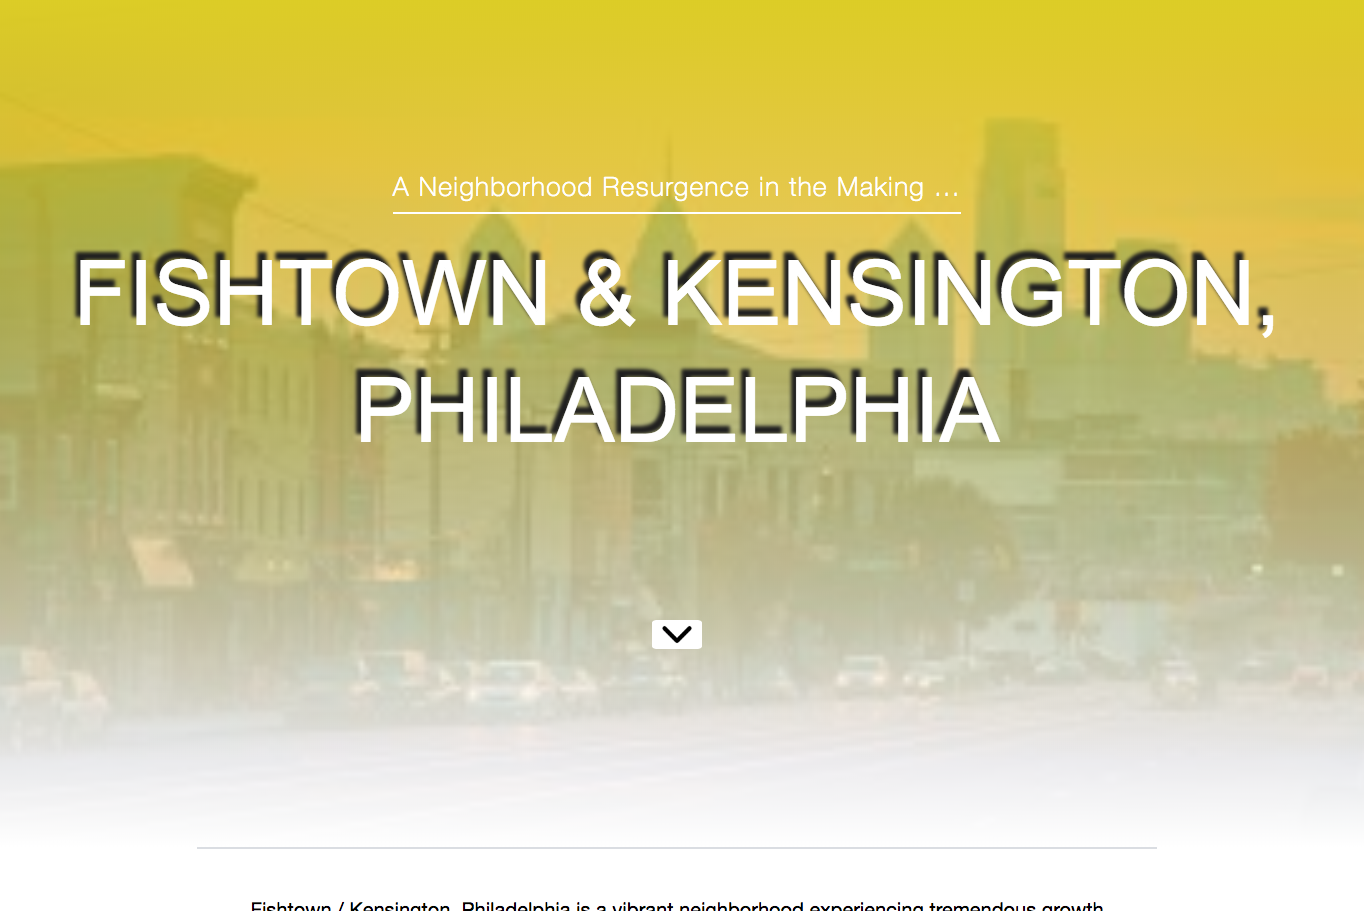 A Neighborhood Resurgence in the Making ...
FISHTOWN & KENSINGTON,
PHILADELPHIA
Fishtown / Kensington, Philadelphia is a vibrant neighborhood experiencing tremendous growth